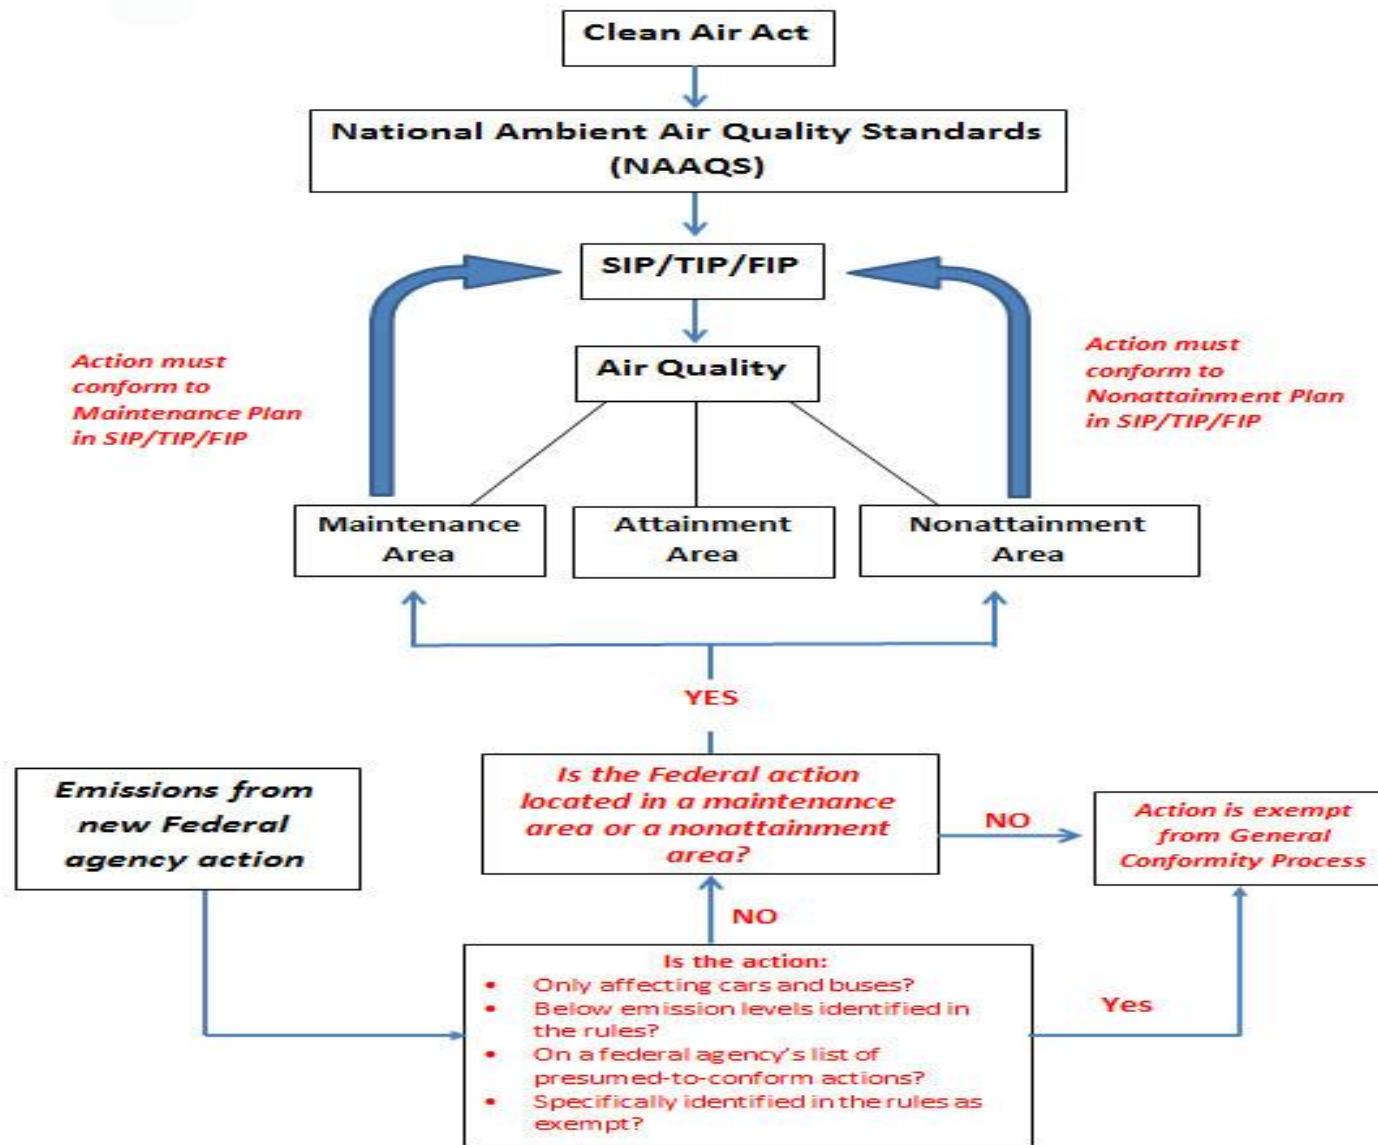 Clean Air Act
National Ambient Air Quality Standards
(NAAQS)
SIP/TIP/FIP
Action must
conform to
Maintenance Plan
in SIP/TIP/FIP
Air Quality
Action must
conform to
Nonattainment Plan
in SIP/TIP/FIP
Maintenance
Area
Attainment
Area
Nonattainment
Area
YES
Emissions from
new Federal
agency action
Is the Federal action
located in a maintenance
area or a nonattainment
area?
NO
Action is exempt
from General
Conformity Process
NO
Is the action:
• Only affecting cars and buses?
• Below emission levels identified in
the rules?
• On a federal agency's list of
presumed-to-conform actions?
• Specifically identified in the rules as
exempt?
Yes